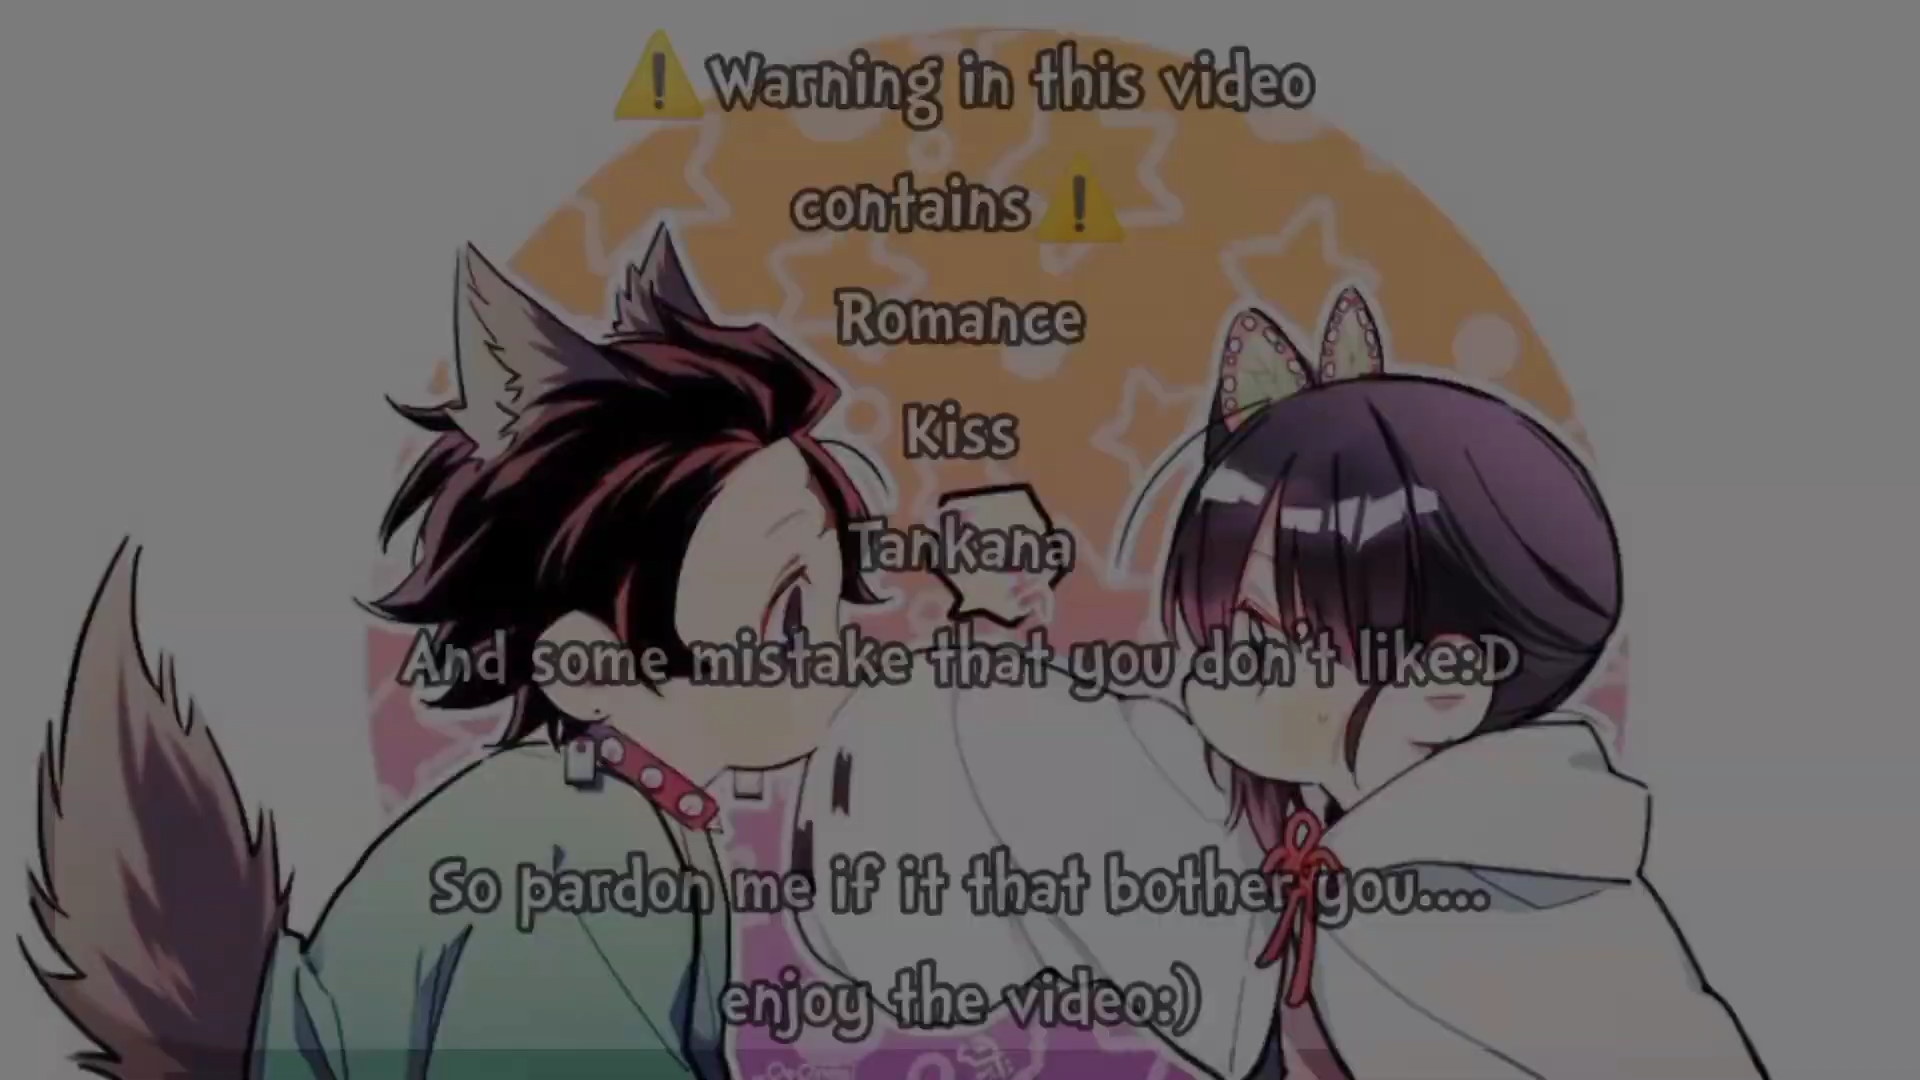 ⚠️Warning in this video
contains⚠️
Romance
Kiss
Tankana
And some mistake that you don't like:D
So pardon me if it that bother you....
enjoy the video:)